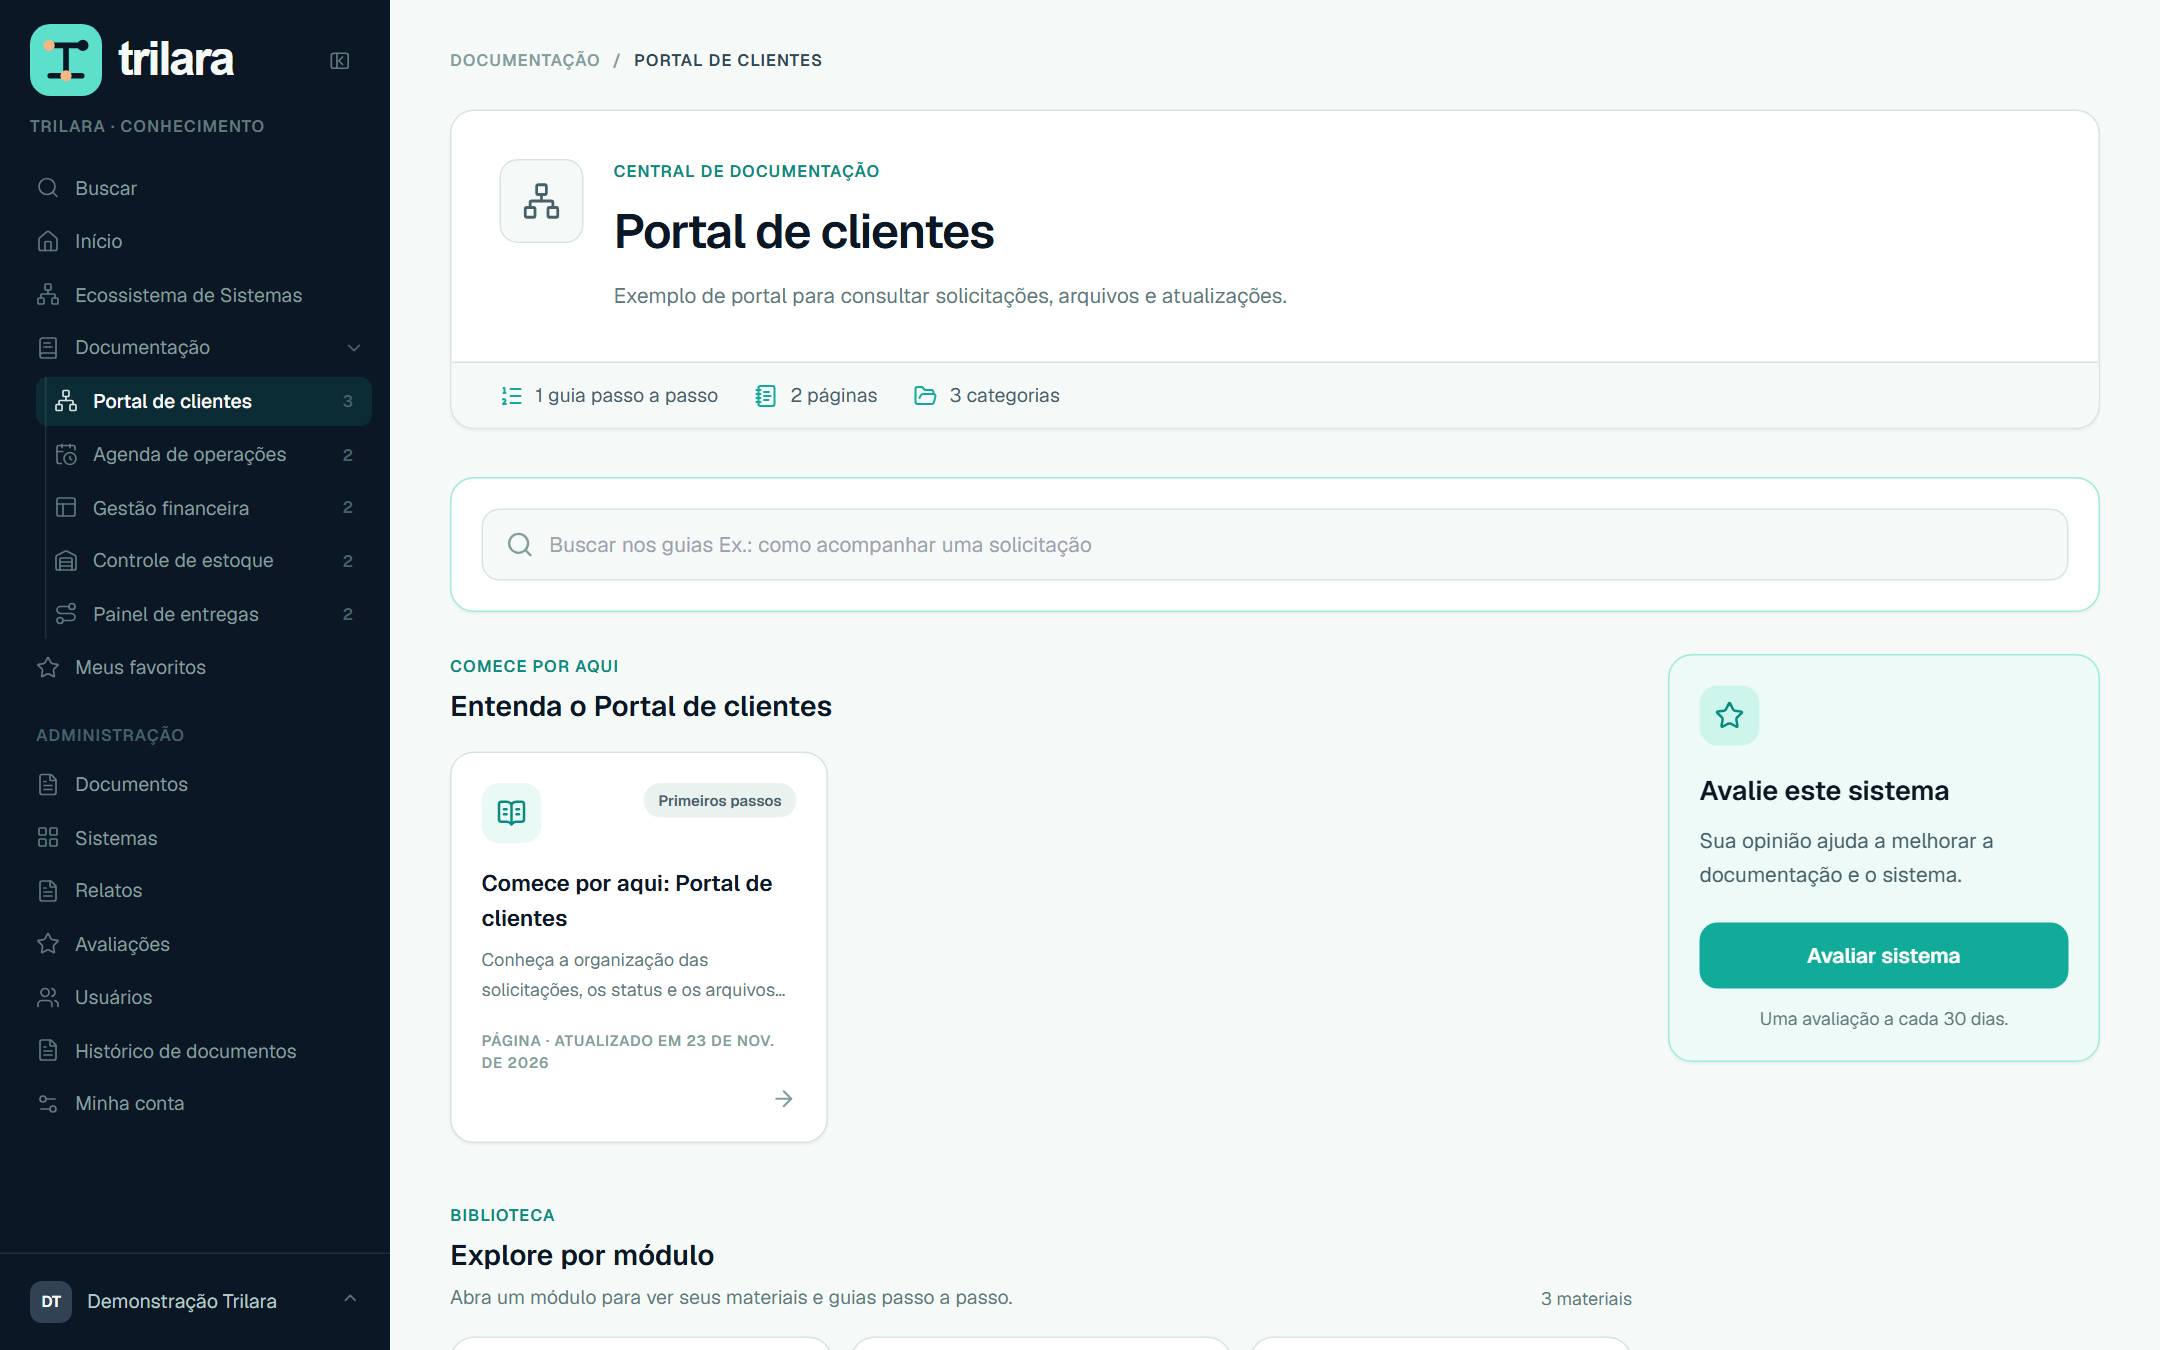 trilara
TRILARA · CONHECIMENTO
Buscar
Início
Ecossistema de Sistemas
Documentação
Portal de clientes 3
Agenda de operações 2
Gestão financeira 2
Controle de estoque 2
Painel de entregas 2
Meus favoritos
ADMINISTRAÇÃO
Documentos
Sistemas
Relatos
Avaliações
Usuários
Histórico de documentos
Minha conta
DT Demonstração Trilara
DOCUMENTAÇÃO / PORTAL DE CLIENTES
CENTRAL DE DOCUMENTAÇÃO
Portal de clientes
Exemplo de portal para consultar solicitações, arquivos e atualizações.
1 guia passo a passo 2 páginas 3 categorias
Buscar nos guias Ex.: como acompanhar uma solicitação
COMECE POR AQUI
Entenda o Portal de clientes
Primeiros passos
Comece por aqui: Portal de
clientes
Conheça a organização das
solicitações, os status e os arquivos...
PÁGINA · ATUALIZADO EM 23 DE NOV.
DE 2026
Avalie este sistema
Sua opinião ajuda a melhorar a
documentação e o sistema.
Avaliar sistema
Uma avaliação a cada 30 dias.
BIBLIOTECA
Explore por módulo
Abra um módulo para ver seus materiais e guias passo a passo.
3 materiais